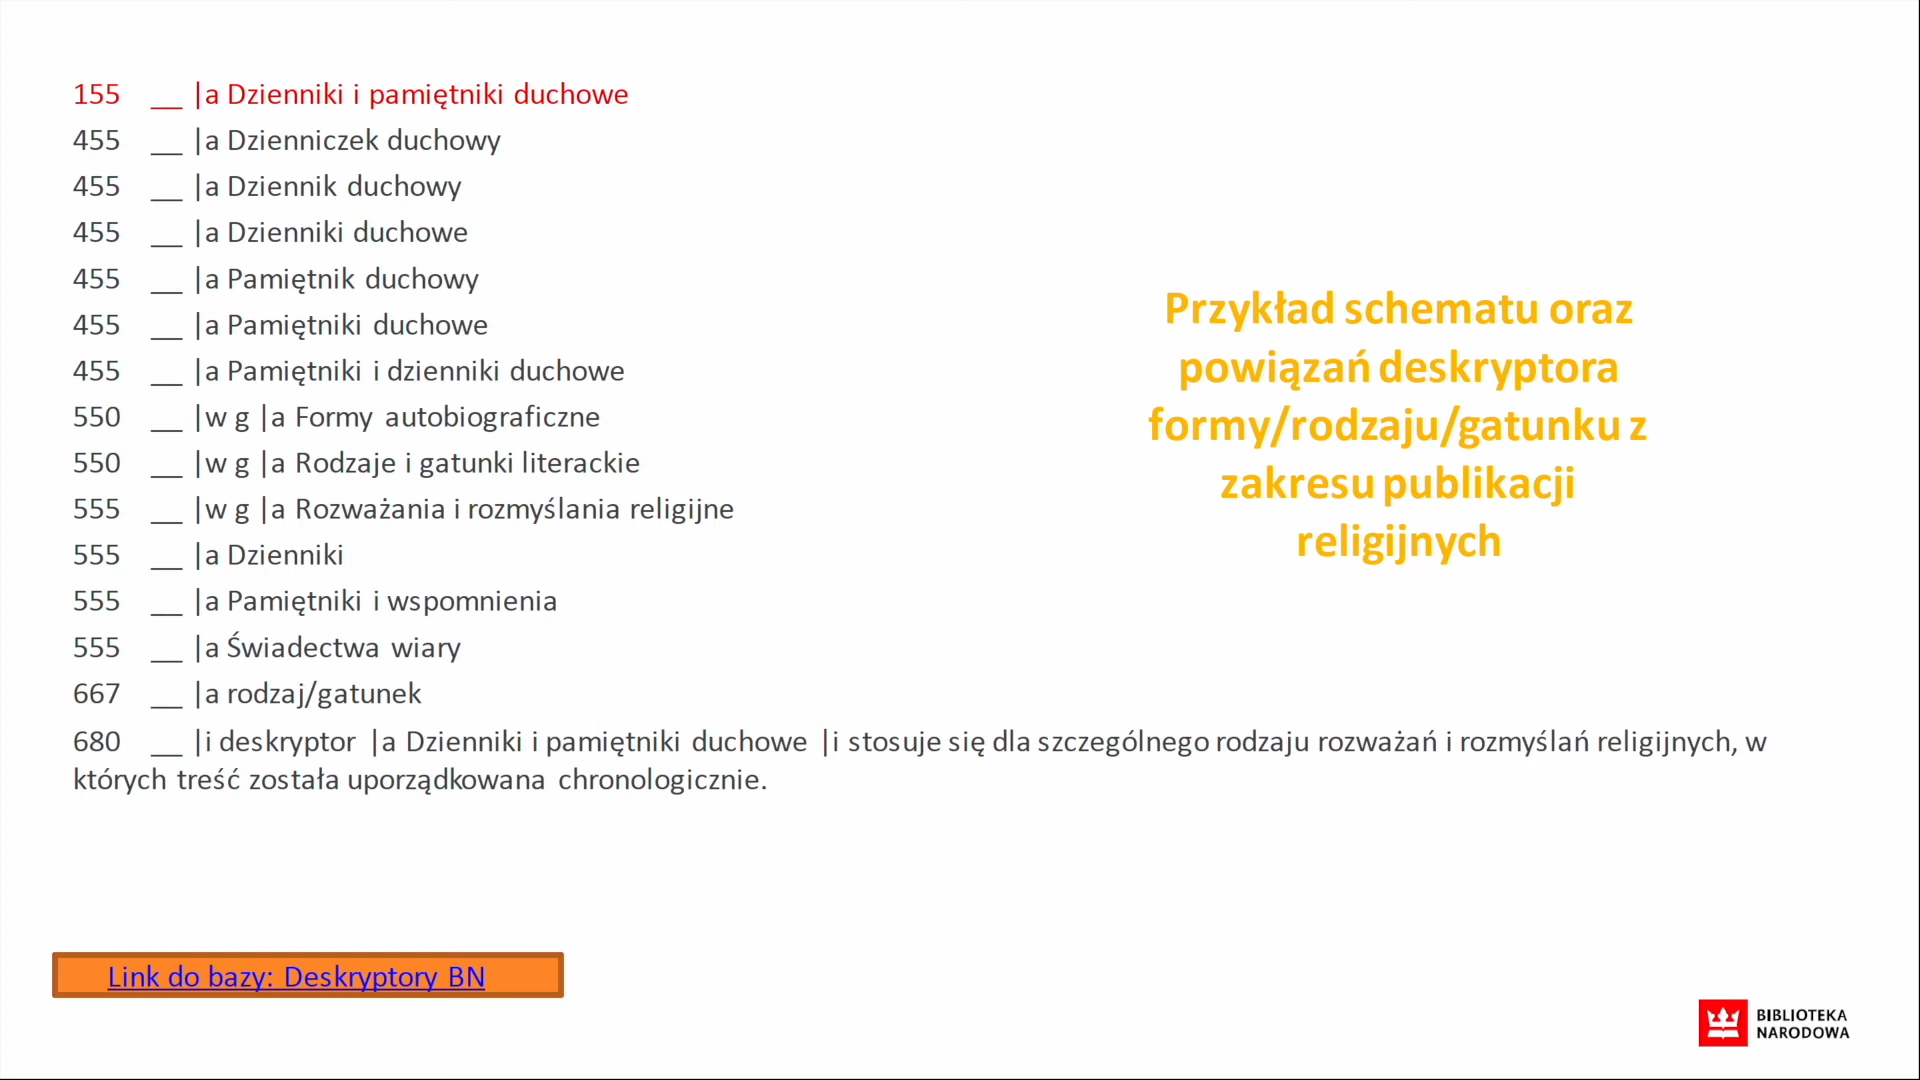 155 __ |a Dzienniki i pamiętniki duchowe
455 __ |a Dzienniczek duchowy
455 __ |a Dziennik duchowy
455 __ |a Dzienniki duchowe
455 __ |a Pamiętnik duchowy
455 __ |a Pamiętniki duchowe
455 __ |a Pamiętniki i dzienniki duchowe
550 __ |w g |a Formy autobiograficzne
550 __ |w g |a Rodzaje i gatunki literackie
555 __ |w g |a Rozważania i rozmyślania religijne
555 __ |a Dzienniki
555 __ |a Pamiętniki i wspomnienia
555 __ |a Świadectwa wiary
667 __ |a rodzaj/gatunek
680 __ |i deskryptor |a Dzienniki i pamiętniki duchowe |i stosuje się dla szczególnego rodzaju rozważań i rozmyślań religijnych, w
których treść została uporządkowana chronologicznie.
Przykład schematu oraz
powiązań deskryptora
formy/rodzaju/gatunku z
zakresu publikacji
religijnych
Link do bazy: Deskryptory BN
BIBLIOTEKA
NARODOWA